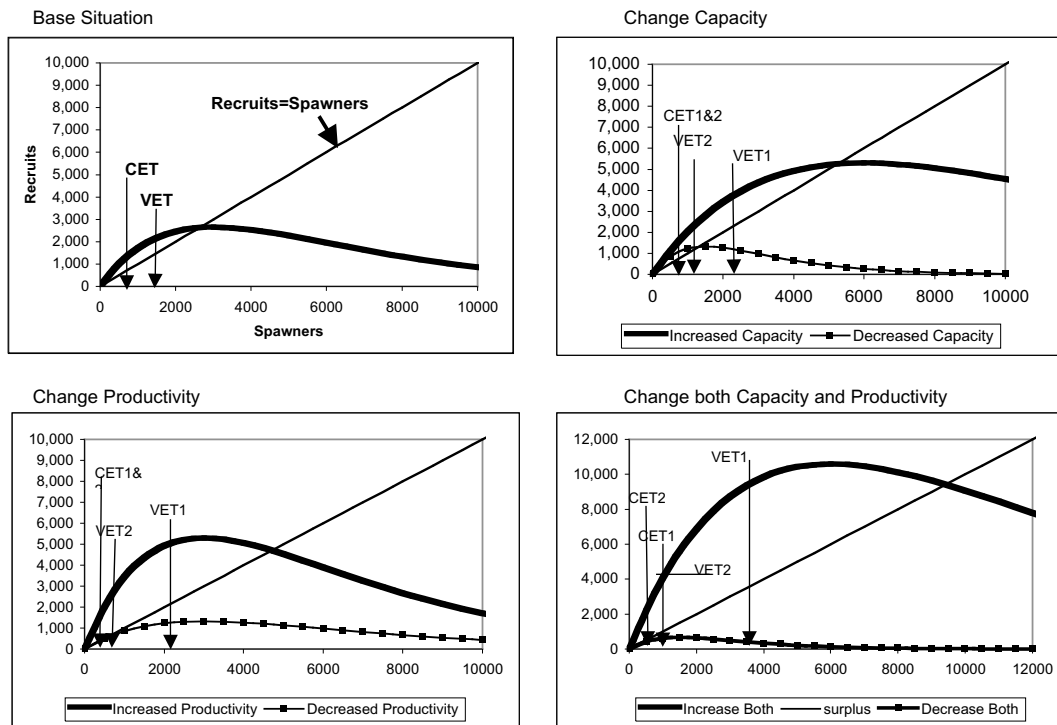 Base Situation
10,000
9,000
8,000
7,000
6,000
5,000
4,000
3,000
2,000
1,000
0
Recruits
Recruits=Spawners
CET
VET
0 2000 4000 6000 8000 10000
Spawners
Change Capacity
10,000
9,000
8,000
7,000
6,000
5,000
4,000
3,000
2,000
1,000
0
CET1&2
VET2
VET1
0 2000 4000 6000 8000 10000
Increased Capacity Decreased Capacity
Change Productivity
10,000
9,000
8,000
7,000
6,000
5,000
4,000
3,000
2,000
1,000
0
CET1&
VET2
VET1
0 2000 4000 6000 8000 10000
Increased Productivity Decreased Productivity
Change both Capacity and Productivity
12,000
10,000
8,000
6,000
4,000
2,000
0
VET1
CET2
CET1
VET2
0 2000 4000 6000 8000 10000 12000
Increase Both surplus Decrease Both